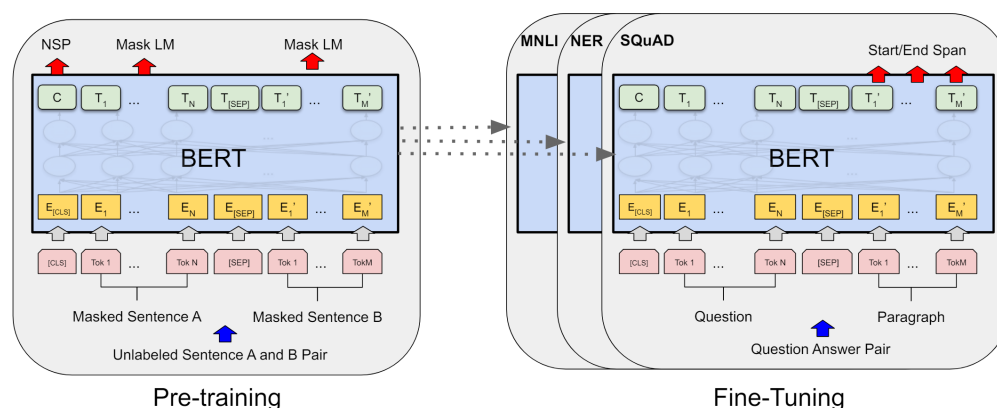 NSP Mask LM Mask LM
C T1 ... TN T[SEP] T1' ... TM'
BERT
E[CLS] E1 ... EN E[SEP] E1' ... EM'
[CLS] Tok 1 ... Tok N [SEP] Tok 1 ... TokM
Masked Sentence A Masked Sentence B
Unlabeled Sentence A and B Pair
Pre-training
MNLI NER SQuAD
Start/End Span
C T1 ... TN T[SEP] T1' ... TM'
BERT
E[CLS] E1 ... EN E[SEP] E1' ... EM'
[CLS] Tok 1 ... Tok N [SEP] Tok 1 ... TokM
Question Paragraph
Question Answer Pair
Fine-Tuning